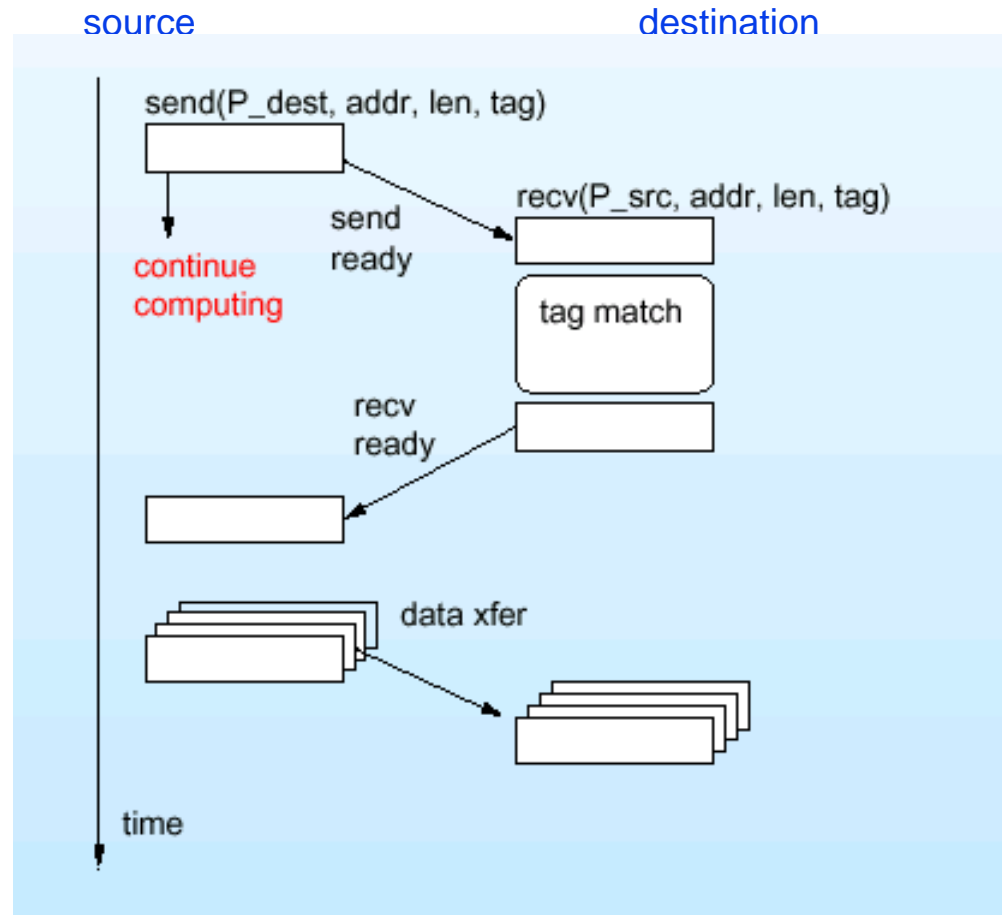 source
destination
send(P_dest, addr, len, tag)
recv(P_src, addr, len, tag)
send
ready
continue
computing
tag match
recv
ready
data xfer
time